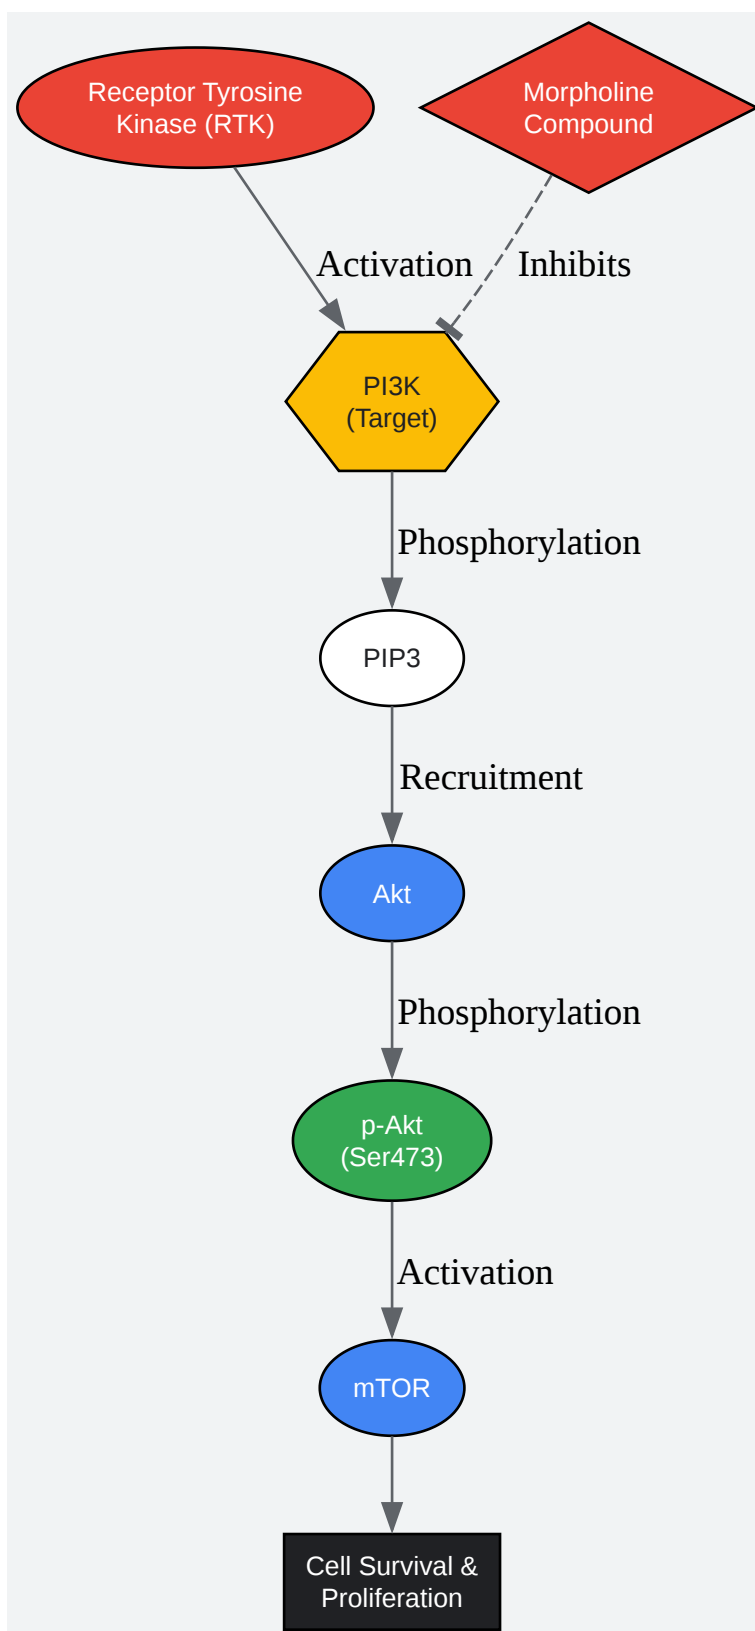 Receptor Tyrosine
Kinase (RTK)
Morpholine
Compound
Activation
Inhibits
PI3K
(Target)
Phosphorylation
PIP3
Recruitment
Akt
Phosphorylation
p-Akt
(Ser473)
Activation
mTOR
Cell Survival &
Proliferation